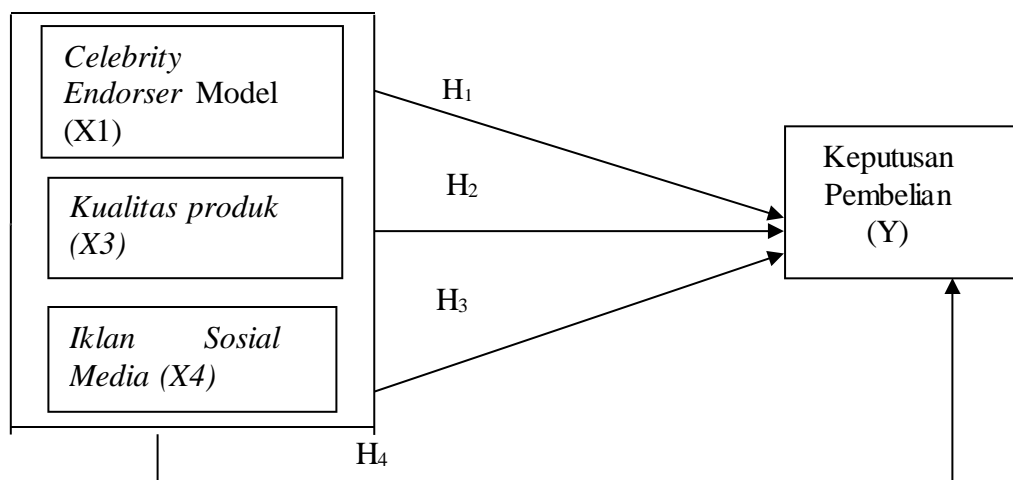 Celebrity
Endorser Model
(X1)
H1
Kualitas produk
(X3)
H2
Iklan Sosial
Media (X4)
H3
H4
Keputusan
Pembelian
(Y)